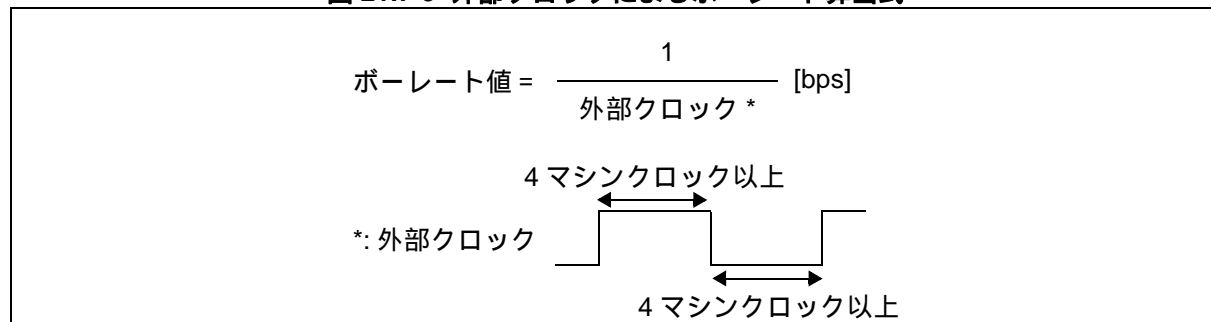 ボーレート値 = 1 / 外部クロック * [bps]
4 マシンクロック以上
*: 外部クロック
4 マシンクロック以上